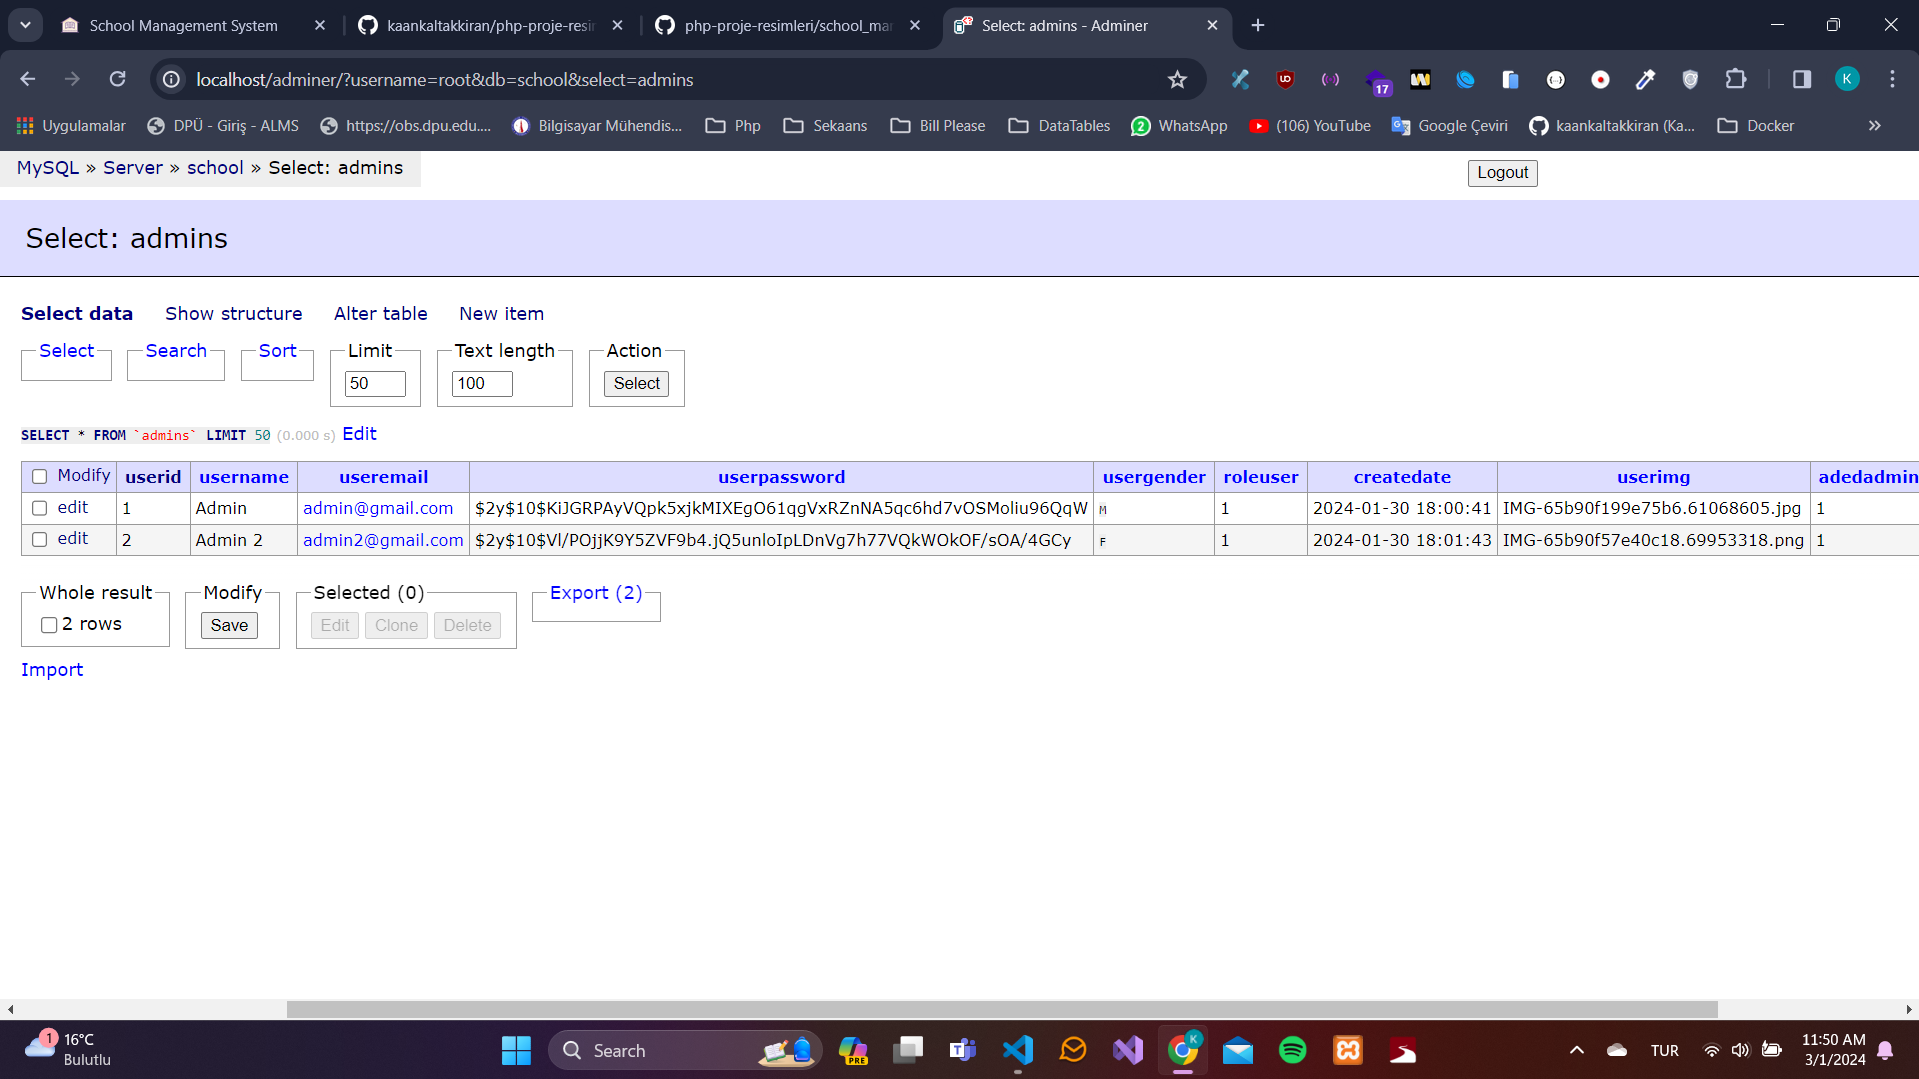 School Management System
kaankaltakkiran/php-proje-resir
php-proje-resimleri/school_mar
Select: admins - Adminer
localhost/adminer/?username=root&db=school&select=admins
17
K
Uygulamalar
DPÜ - Giriş - ALMS
https://obs.dpu.edu....
Bilgisayar Mühendis...
Php
Sekaans
Bill Please
DataTables
2
WhatsApp
(106) YouTube
Google Çeviri
kaankaltakkiran (Ka...
Docker
MySQL » Server » school » Select: admins
Logout
Select: admins
Select data Show structure Alter table New item
Select Search Sort Limit Text length Action
50 100 Select
SELECT * FROM `admins` LIMIT 50 (0.000 s) Edit
Modify userid username useremail userpassword usergender roleuser createdate userimg adedadmin
edit 1 Admin admin@gmail.com $2y$10$KiJGRPAyVQpk5xjkMIXEgO61qgVxRZnNA5qc6hd7vOSMoliu96QqW M 1 2024-01-30 18:00:41 IMG-65b90f199e75b6.61068605.jpg 1
edit 2 Admin 2 admin2@gmail.com $2y$10$Vl/POjjK9Y5ZVF9b4.jQ5unloIpLDnVg7h77VQkWOkOF/sOA/4GCy F 1 2024-01-30 18:01:43 IMG-65b90f57e40c18.69953318.png 1
Whole result Modify Selected (0) Export (2)
2 rows Save Edit Clone Delete
Import
1
16°C
Bulutlu
Search
PRE
K
TUR
11:50 AM
3/1/2024